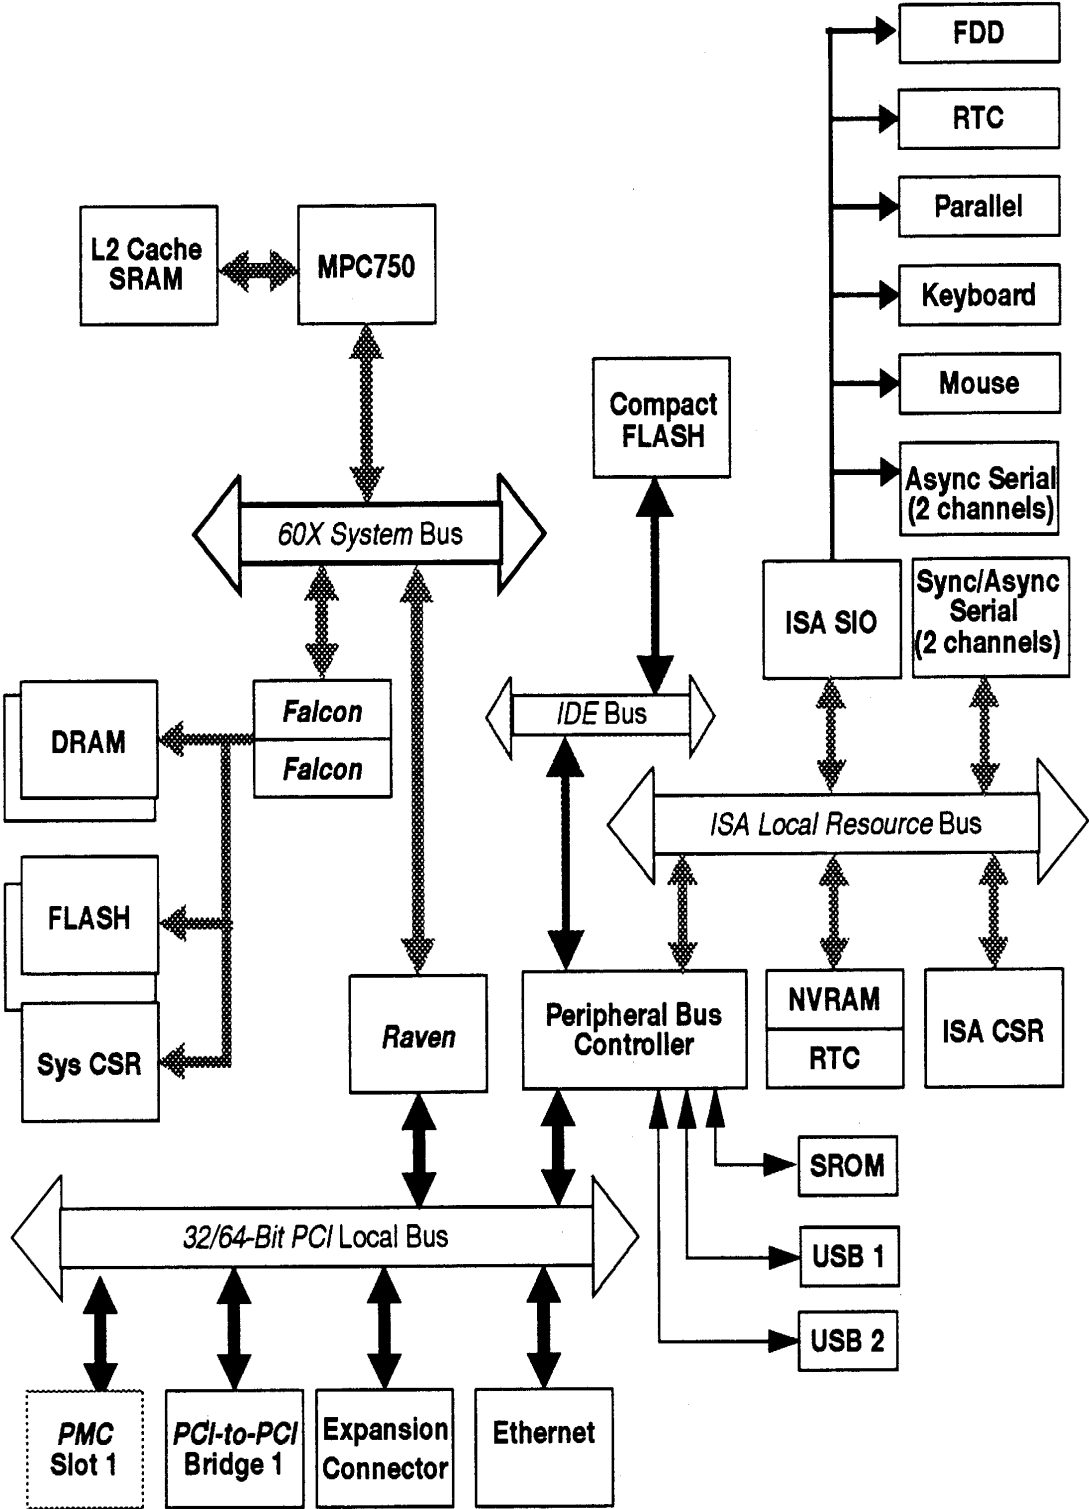 FDD
RTC
Parallel
Keyboard
Mouse
Async Serial
(2 channels)
L2 Cache
SRAM
MPC750
Compact
FLASH
60X System Bus
ISA SIO
Sync/Async
Serial
(2 channels)
DRAM
Falcon
Falcon
IDE Bus
ISA Local Resource Bus
FLASH
Sys CSR
Raven
Peripheral Bus
Controller
NVRAM
RTC
ISA CSR
SROM
USB 1
USB 2
32/64-Bit PCI Local Bus
PMC
Slot 1
PCI-to-PCI
Bridge 1
Expansion
Connector
Ethernet